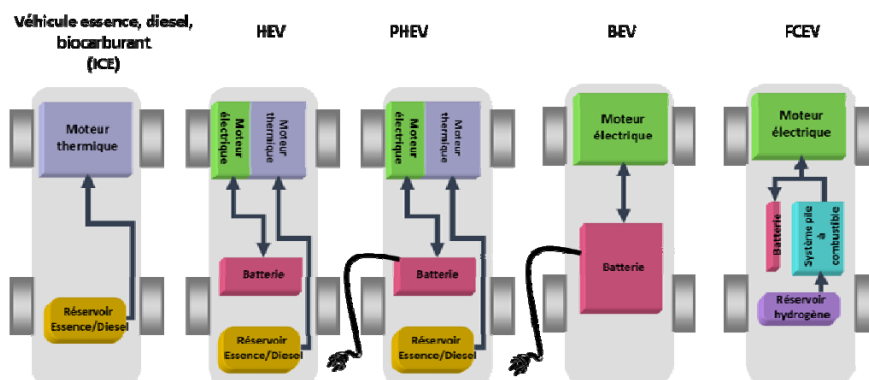 Véhicule essence, diesel,
biocarburant
(ICE)
HEV
PHEV
BEV
FCEV
Moteur
thermique
Réservoir
Essence/Diesel
Moteur
électrique
Moteur
thermique
Batterie
Réservoir
Essence/Diesel
Moteur
électrique
Moteur
thermique
Batterie
Réservoir
Essence/Diesel
Moteur
électrique
Batterie
Moteur
électrique
Batterie
Système pile
à
combustible
Réservoir
hydrogène